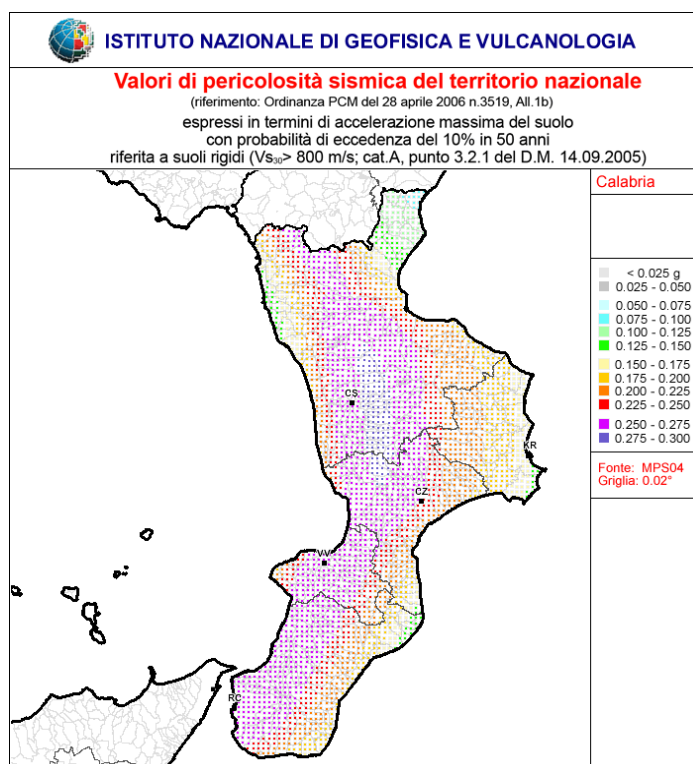 ISTITUTO NAZIONALE DI GEOFISICA E VULCANOLOGIA
Valori di pericolosità sismica del territorio nazionale
(riferimento: Ordinanza PCM del 28 aprile 2006 n.3519, All.1b)
espressi in termini di accelerazione massima del suolo
con probabilità di eccedenza del 10% in 50 anni
riferita a suoli rigidi (Vs₃₀> 800 m/s; cat.A, punto 3.2.1 del D.M. 14.09.2005)
Calabria
< 0.025 g
0.025 - 0.050
0.050 - 0.075
0.075 - 0.100
0.100 - 0.125
0.125 - 0.150
0.150 - 0.175
0.175 - 0.200
0.200 - 0.225
0.225 - 0.250
0.250 - 0.275
0.275 - 0.300
Fonte: MPS04
Griglia: 0.02°
CS
KR
CZ
VV
RC